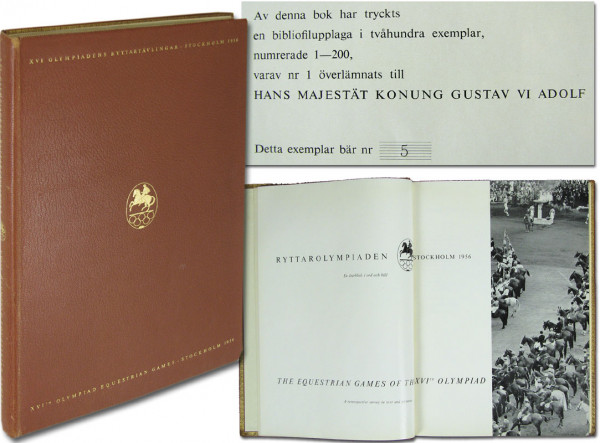 XVI OLYMPIADENS RYTTARTÄVLINGAR · STOCKHOLM 1956
XVITH OLYMPIAD EQUESTRIAN GAMES · STOCKHOLM 1956
Av denna bok har tryckts
en bibliofilupplaga i tvåhundra exemplar,
numrerade 1—200,
varav nr 1 överlämnats till
HANS MAJESTÄT KONUNG GUSTAV VI ADOLF
Detta exemplar bär nr 5
RYTTAROLYMPIADEN STOCKHOLM 1956
THE EQUESTRIAN GAMES OF THE XVITH OLYMPIAD